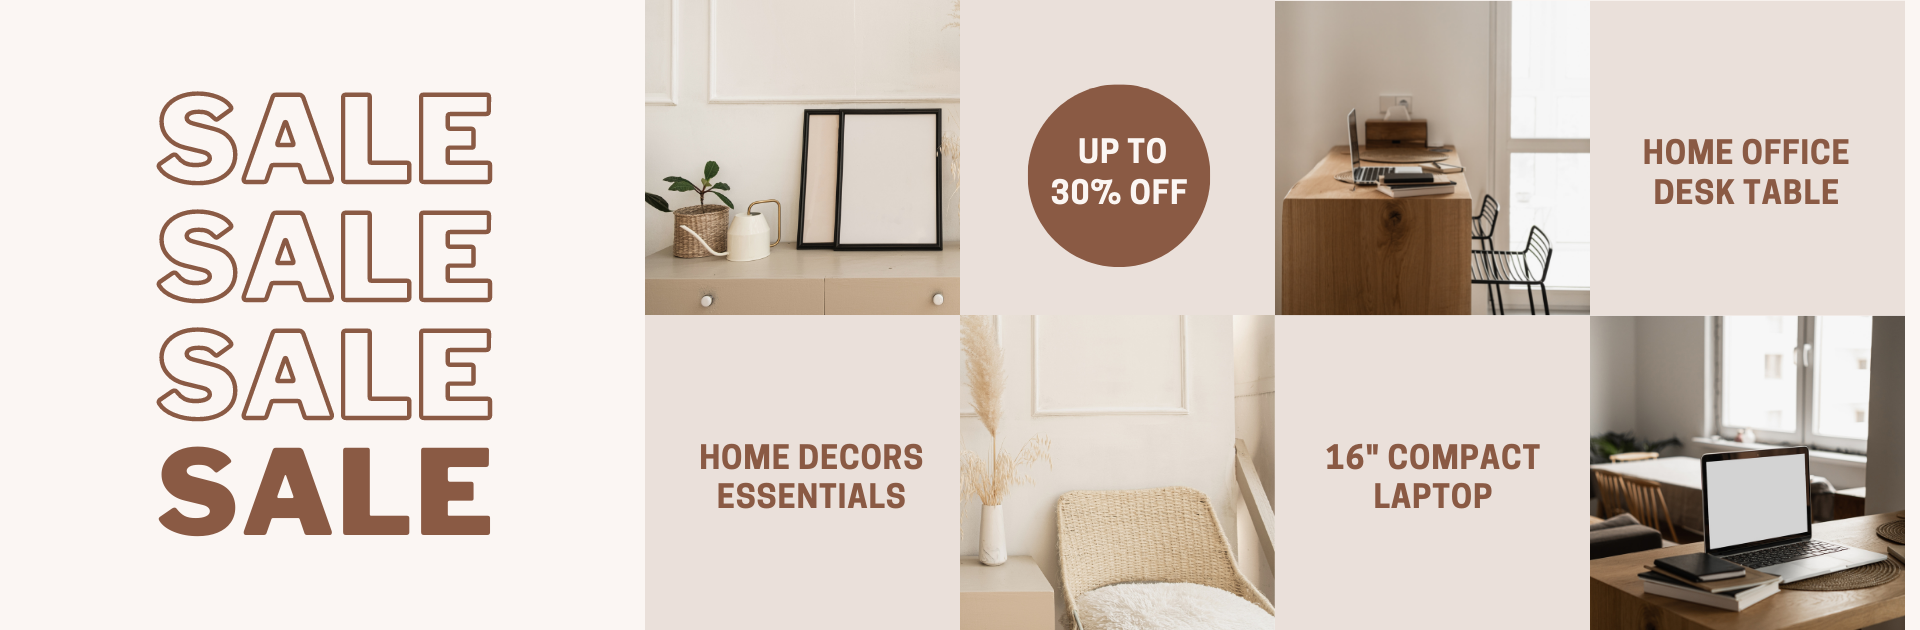 SALE
SALE
SALE
SALE
UP TO
30% OFF
HOME OFFICE
DESK TABLE
HOME DECORS
ESSENTIALS
16" COMPACT
LAPTOP